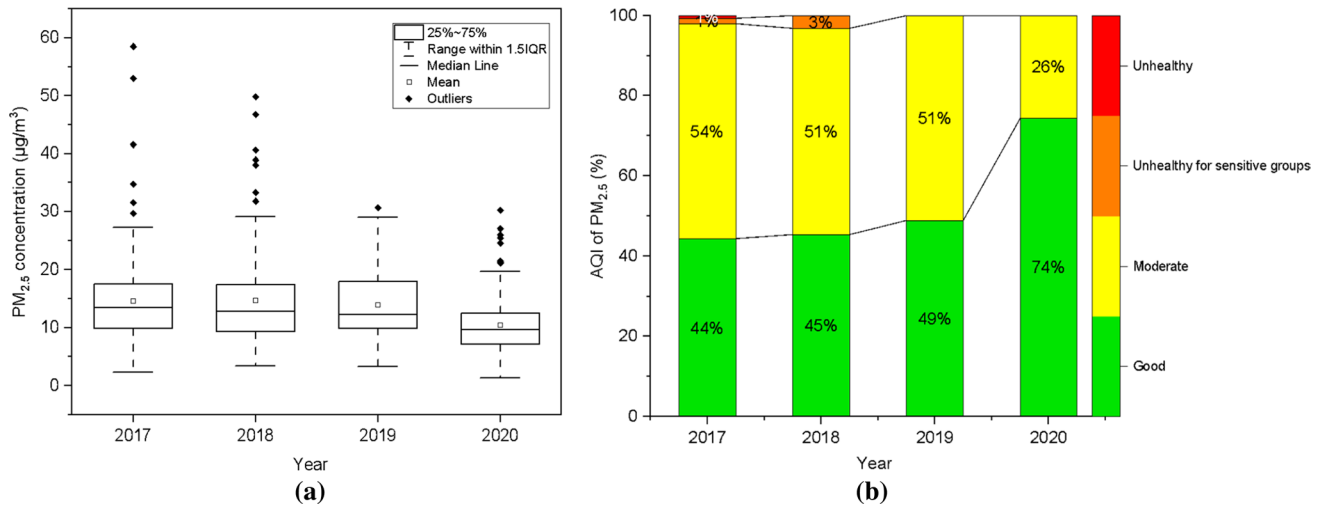 60
50
40
30
20
10
0
PM2.5 concentration (μg/m³)
25%~75%
Range within 1.5IQR
Median Line
Mean
Outliers
2017 2018 2019 2020
Year
(a)
100
80
60
40
20
0
AQI of PM2.5 (%)
1%
3%
54%
51%
51%
26%
44%
45%
49%
74%
2017 2018 2019 2020
Year
Unhealthy
Unhealthy for sensitive groups
Moderate
Good
(b)